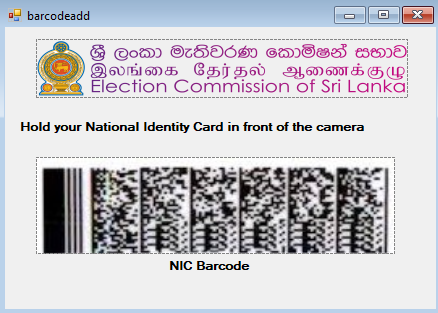 barcodeadd
ශ්‍රී ලංකා මැතිවරණ කොමිෂන් සභාව
இலங்கை தேர்தல் ஆணைக்குழு
Election Commission of Sri Lanka
Hold your National Identity Card in front of the camera
NIC Barcode